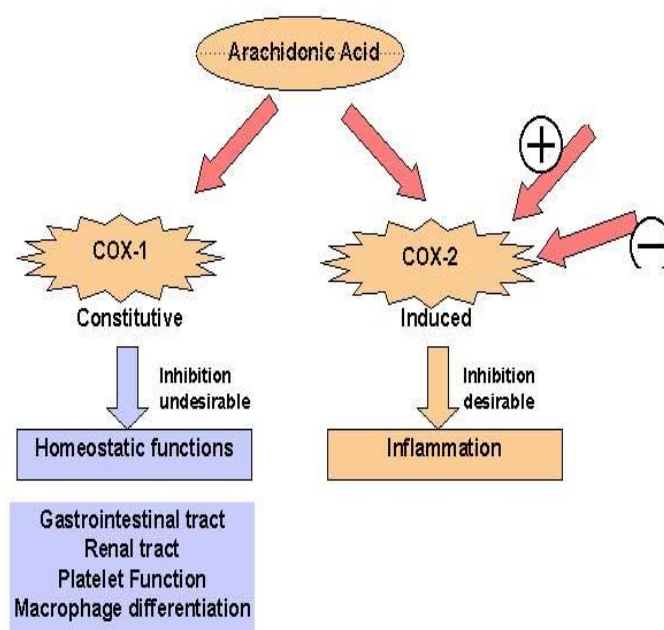 Arachidonic Acid
+
COX-1
COX-2
−
Constitutive
Induced
Inhibition
undesirable
Inhibition
desirable
Homeostatic functions
Inflammation
Gastrointestinal tract
Renal tract
Platelet Function
Macrophage differentiation